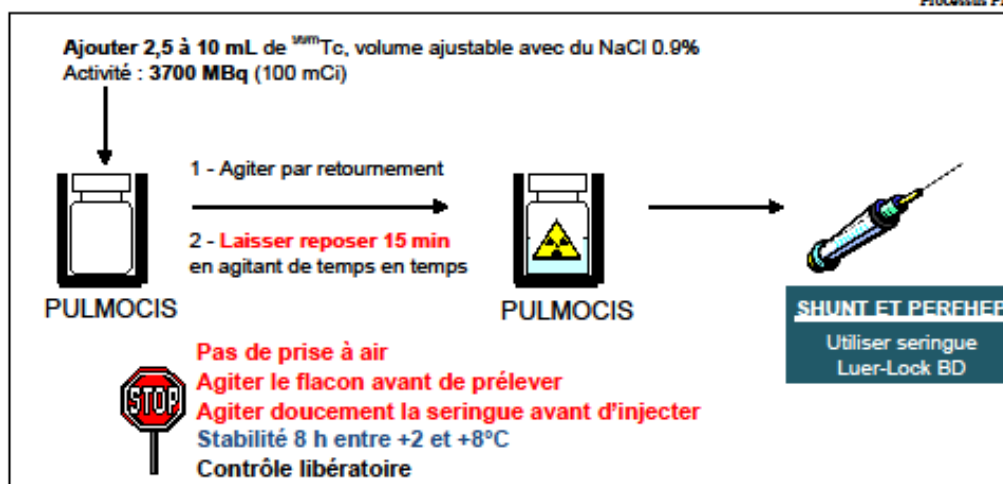 Processus P
Ajouter 2,5 à 10 mL de 99mTc, volume ajustable avec du NaCl 0.9%
Activité : 3700 MBq (100 mCi)
1 - Agiter par retournement
2 - Laisser reposer 15 min
en agitant de temps en temps
PULMOCIS
PULMOCIS
SHUNT ET PERFHEP
Utiliser seringue
Luer-Lock BD
STOP
Pas de prise à air
Agiter le flacon avant de prélever
Agiter doucement la seringue avant d'injecter
Stabilité 8 h entre +2 et +8°C
Contrôle libératoire